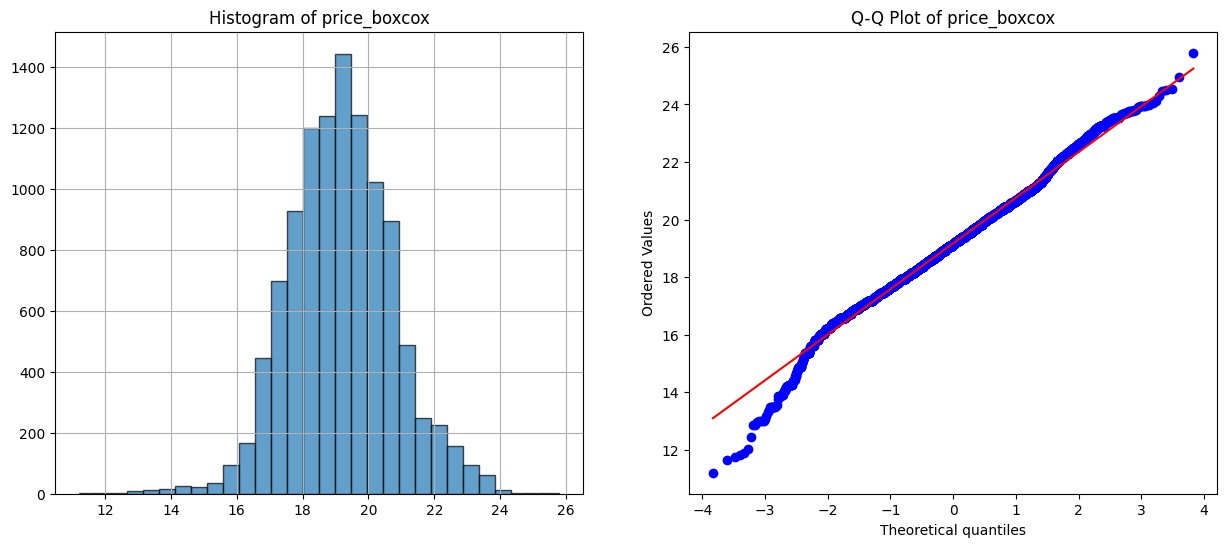 Histogram of price_boxcox
1400
1200
1000
800
600
400
200
0
12 14 16 18 20 22 24 26
Q-Q Plot of price_boxcox
Ordered Values
26
24
22
20
18
16
14
12
−4 −3 −2 −1 0 1 2 3 4
Theoretical quantiles